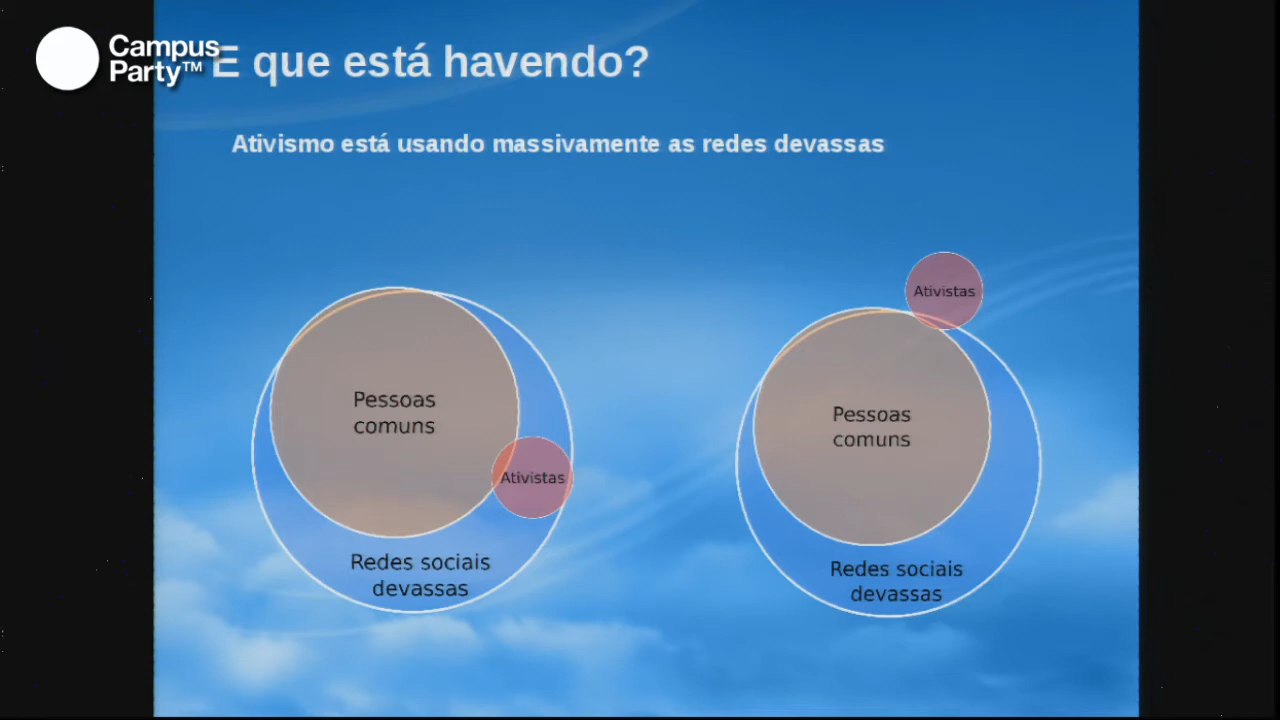 Campus
Party™
E que está havendo?
Ativismo está usando massivamente as redes devassas
Pessoas
comuns
Ativistas
Redes sociais
devassas
Ativistas
Pessoas
comuns
Redes sociais
devassas